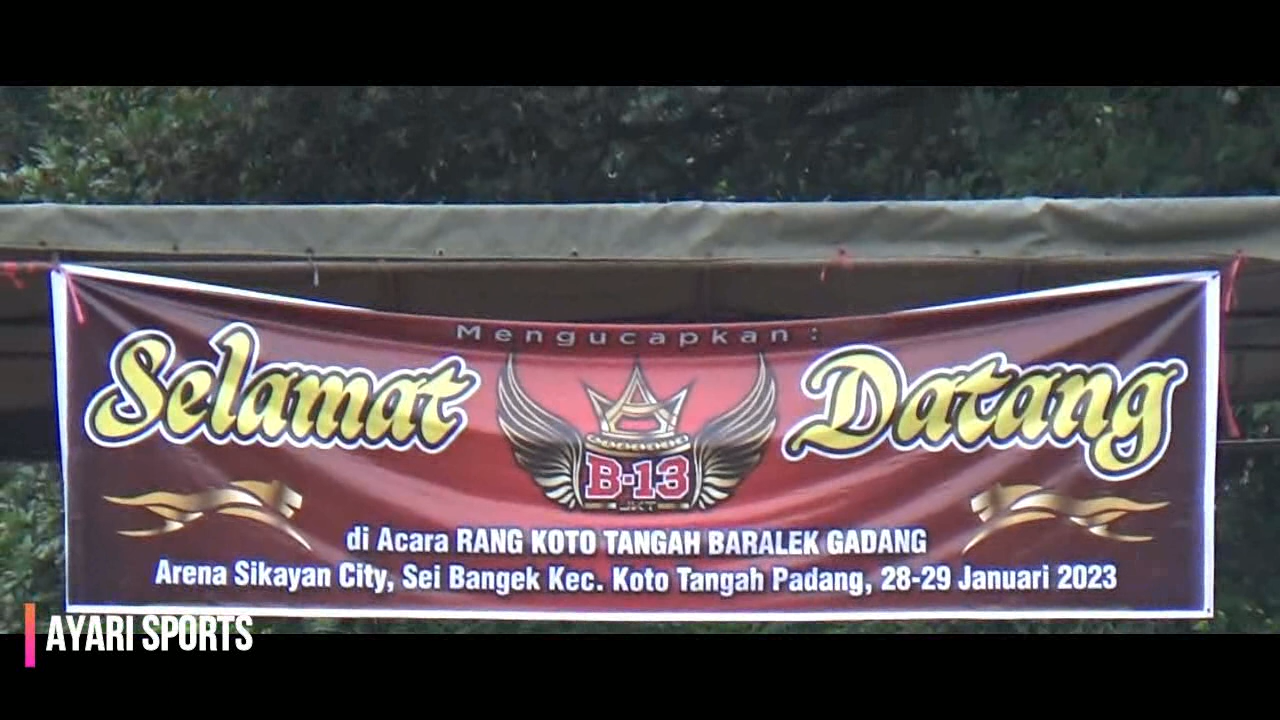 Mengucapkan :
Selamat Datang
B-13
JKT
di Acara RANG KOTO TANGAH BARALEK GADANG
Arena Sikayan City, Sei Bangek Kec. Koto Tangah Padang, 28-29 Januari 2023
AYARI SPORTS